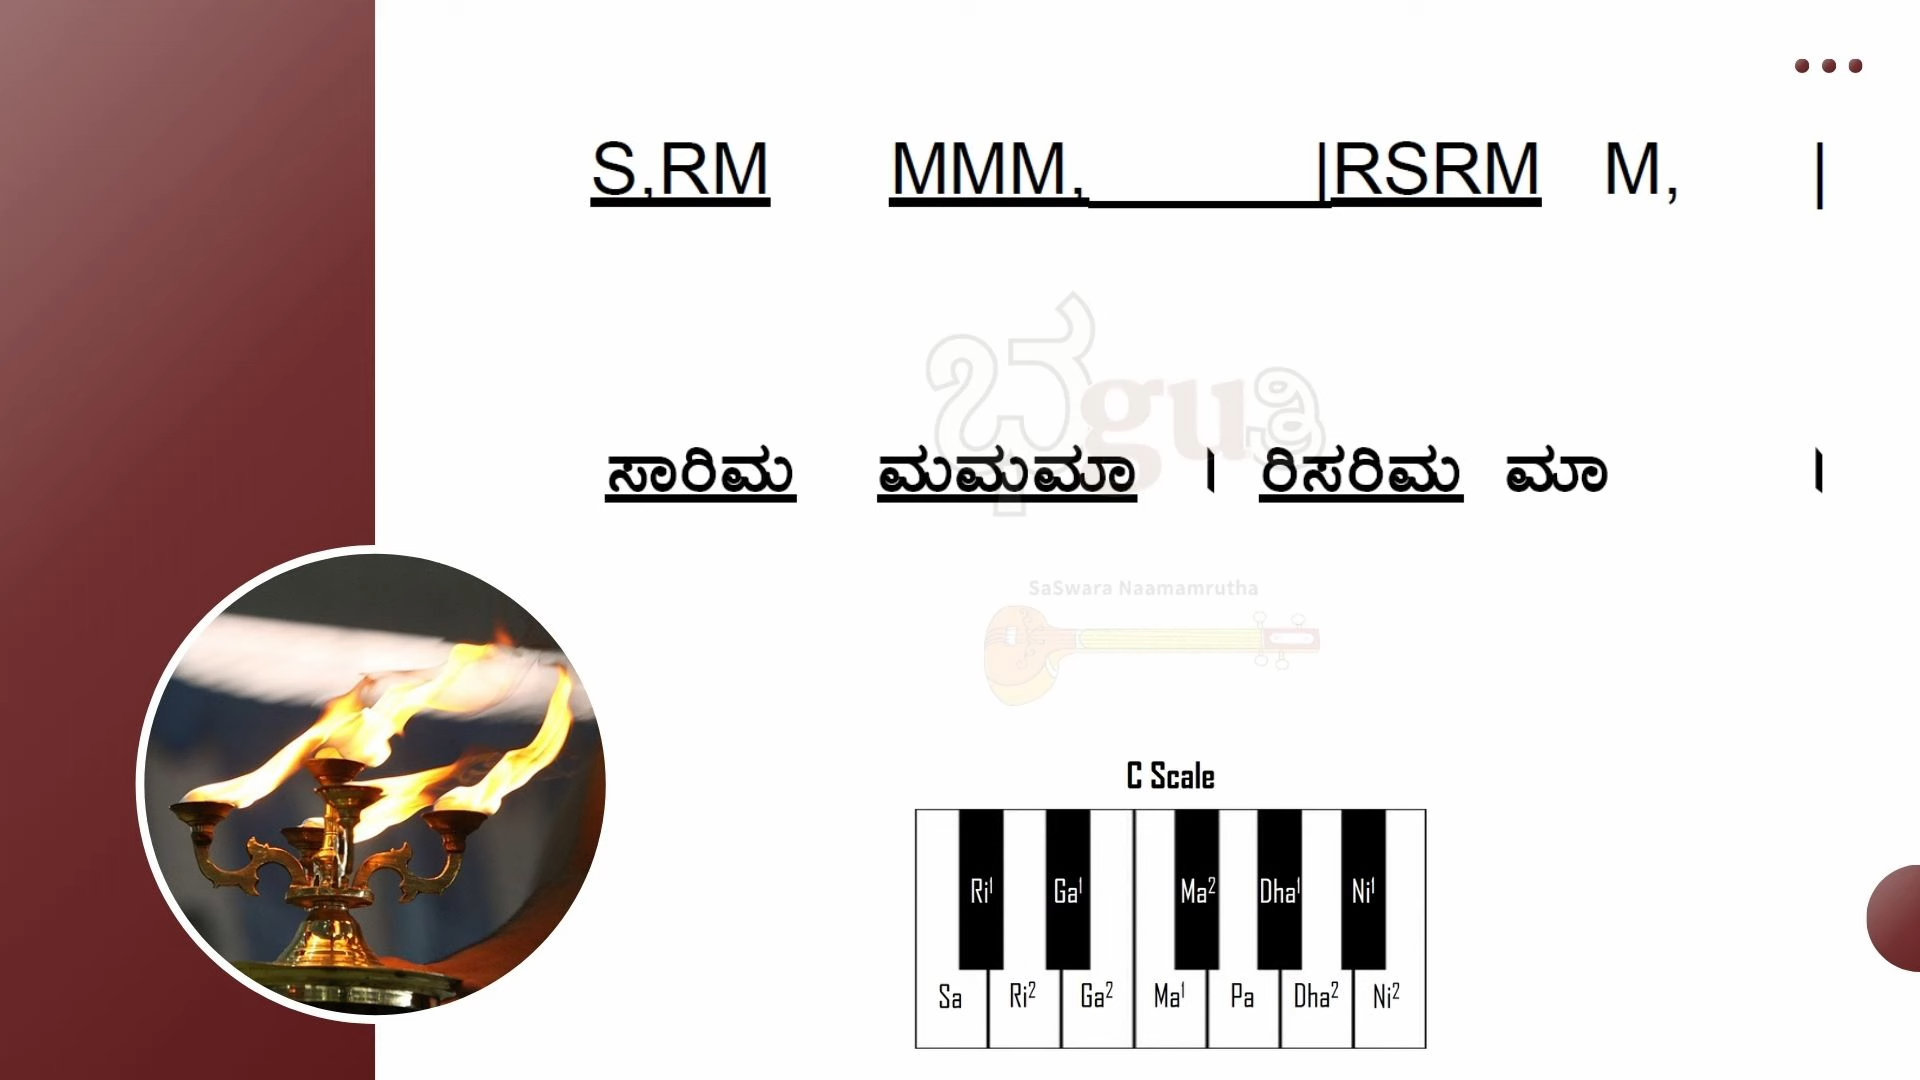 S,RM MMM, |RSRM M, |
ಭgu
ಸಾರಿಮ ಮಮಮಾ । ರಿಸರಿಮ ಮಾ ।
SaSwara Naamamrutha
C Scale
Ri¹ Ga¹ Ma² Dha¹ Ni¹
Sa Ri² Ga² Ma¹ Pa Dha² Ni²